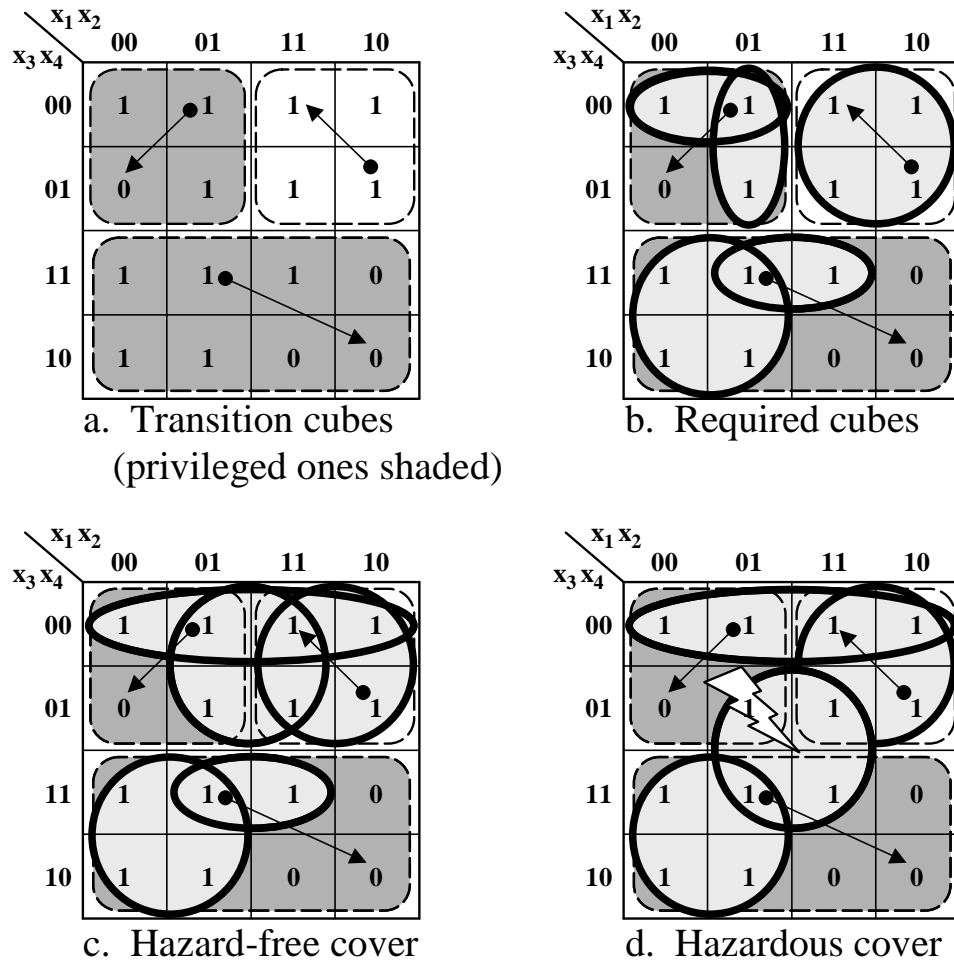 x1 x2
00 01 11 10
x3 x4
00 1 1 1 1
01 0 1 1 1
11 1 1 1 0
10 1 1 0 0
a. Transition cubes
(privileged ones shaded)
x1 x2
00 01 11 10
x3 x4
00 1 1 1 1
01 0 1 1 1
11 1 1 1 0
10 1 1 0 0
b. Required cubes
x1 x2
00 01 11 10
x3 x4
00 1 1 1 1
01 0 1 1 1
11 1 1 1 0
10 1 1 0 0
c. Hazard-free cover
x1 x2
00 01 11 10
x3 x4
00 1 1 1 1
01 0 1 1 1
11 1 1 1 0
10 1 1 0 0
d. Hazardous cover